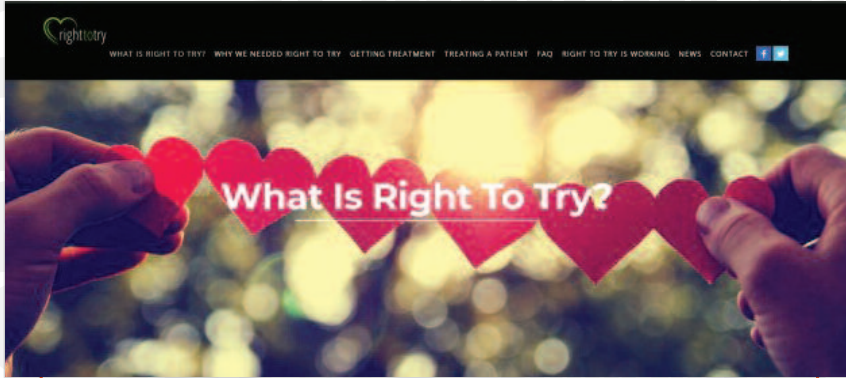 righttotry
WHAT IS RIGHT TO TRY? WHY WE NEEDED RIGHT TO TRY GETTING TREATMENT TREATING A PATIENT FAQ RIGHT TO TRY IS WORKING NEWS CONTACT
What Is Right To Try?